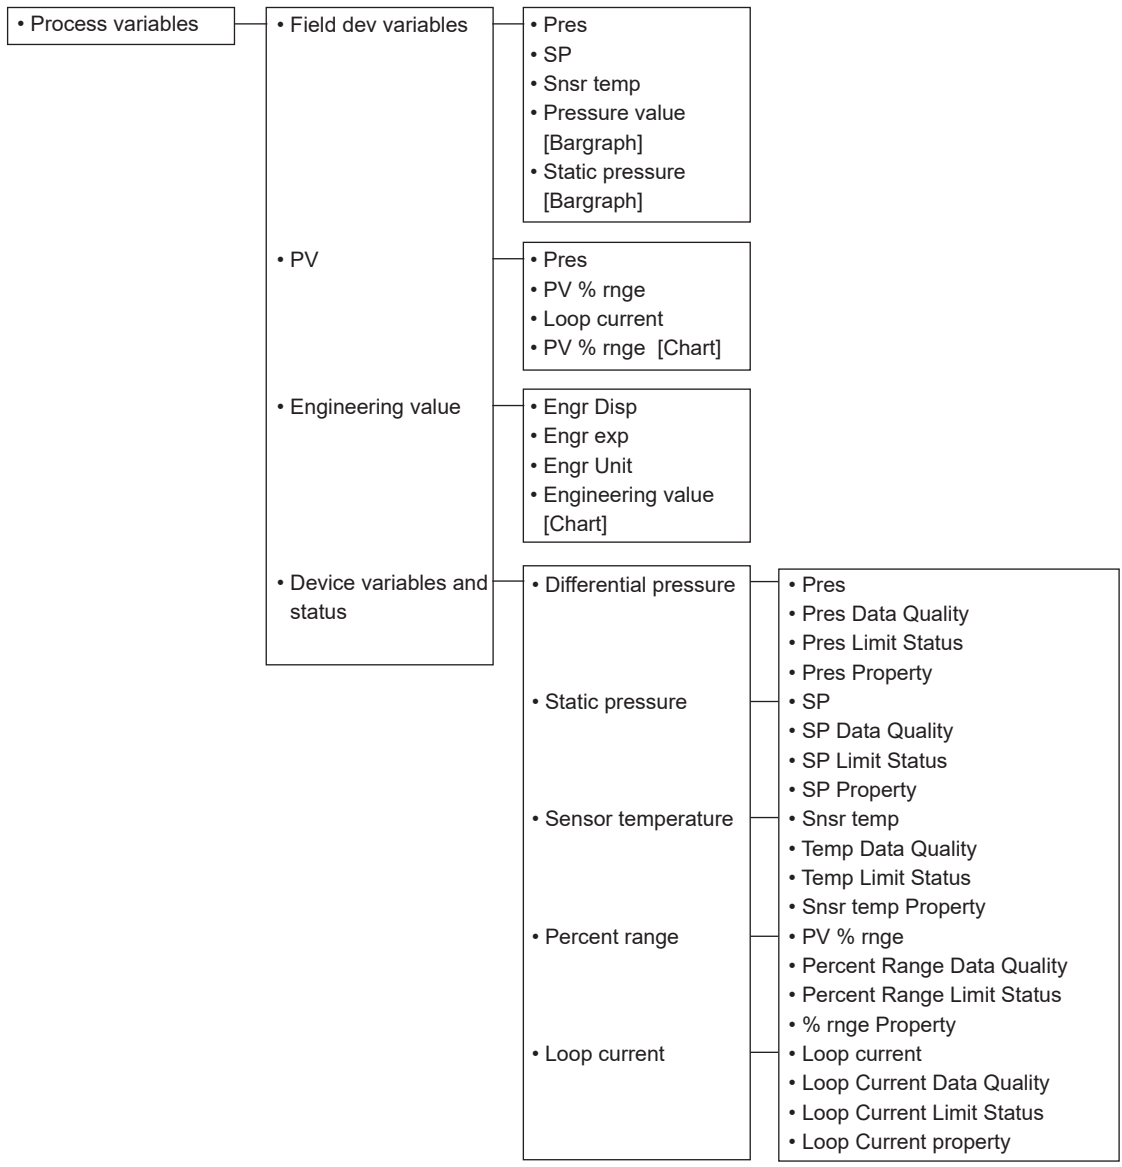 • Process variables
• Field dev variables
• Pres
• SP
• Snsr temp
• Pressure value
[Bargraph]
• Static pressure
[Bargraph]
• PV
• Pres
• PV % rnge
• Loop current
• PV % rnge [Chart]
• Engineering value
• Engr Disp
• Engr exp
• Engr Unit
• Engineering value
[Chart]
• Device variables and
status
• Differential pressure
• Pres
• Pres Data Quality
• Pres Limit Status
• Pres Property
• Static pressure
• SP
• SP Data Quality
• SP Limit Status
• SP Property
• Sensor temperature
• Snsr temp
• Temp Data Quality
• Temp Limit Status
• Snsr temp Property
• Percent range
• PV % rnge
• Percent Range Data Quality
• Percent Range Limit Status
• % rnge Property
• Loop current
• Loop current
• Loop Current Data Quality
• Loop Current Limit Status
• Loop Current property